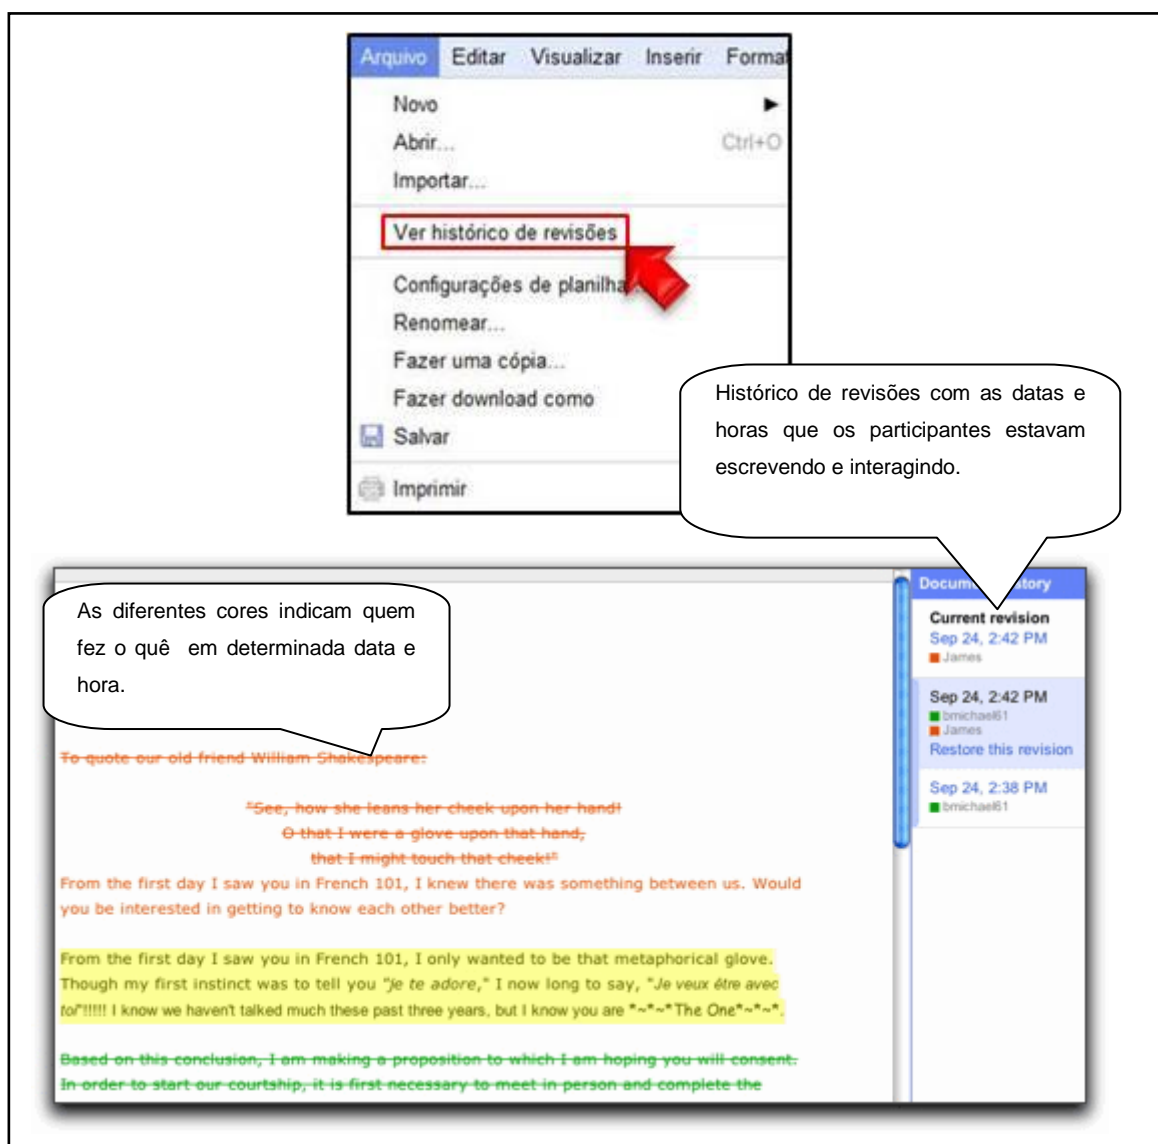 Arquivo Editar Visualizar Inserir Format
Novo
Abrir... Ctrl+O
Importar...
Ver histórico de revisões
Configurações de planilha
Renomear...
Fazer uma cópia...
Fazer download como
Salvar
Imprimir
Histórico de revisões com as datas e
horas que os participantes estavam
escrevendo e interagindo.
As diferentes cores indicam quem
fez o quê em determinada data e
hora.
To quote our old friend William Shakespeare:
"See, how she leans her cheek upon her hand!
O that I were a glove upon that hand,
that I might touch that cheek!"
From the first day I saw you in French 101, I knew there was something between us. Would
you be interested in getting to know each other better?
From the first day I saw you in French 101, I only wanted to be that metaphorical glove.
Though my first instinct was to tell you "je te adore," I now long to say, "Je veux être avec
toi"!!!!! I know we haven't talked much these past three years, but I know you are *~*~*The One*~*~*.
Based on this conclusion, I am making a proposition to which I am hoping you will consent.
In order to start our courtship, it is first necessary to meet in person and complete the
Current revision
Sep 24, 2:42 PM
James
Sep 24, 2:42 PM
bmichael61
James
Restore this revision
Sep 24, 2:38 PM
bmichael61